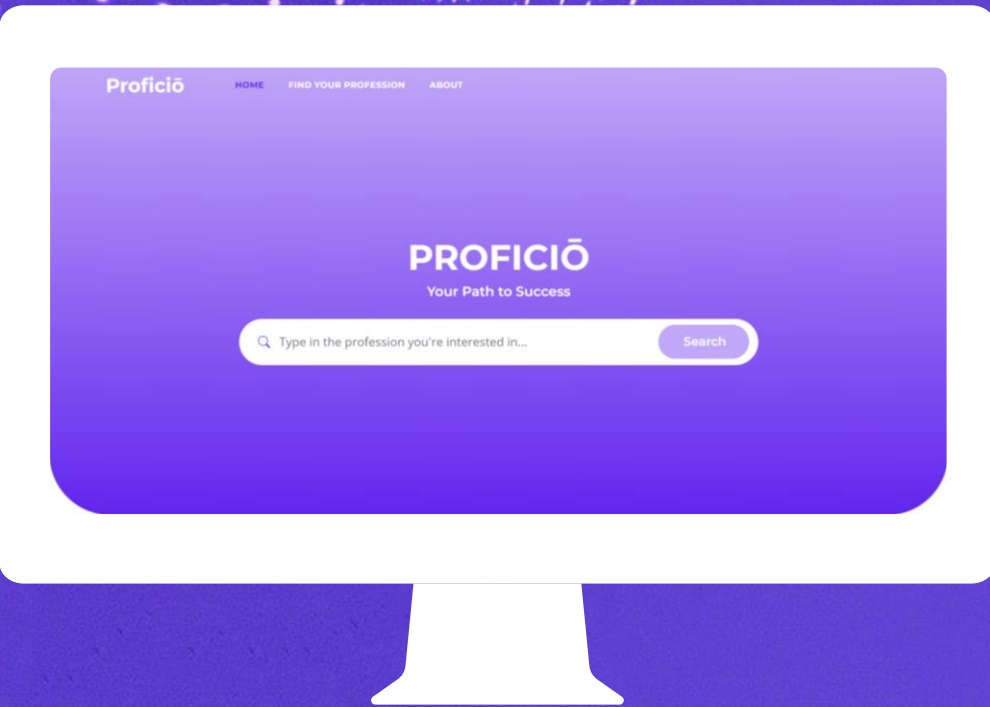 Proficiō HOME FIND YOUR PROFESSION ABOUT
PROFICIŌ
Your Path to Success
Type in the profession you're interested in... Search